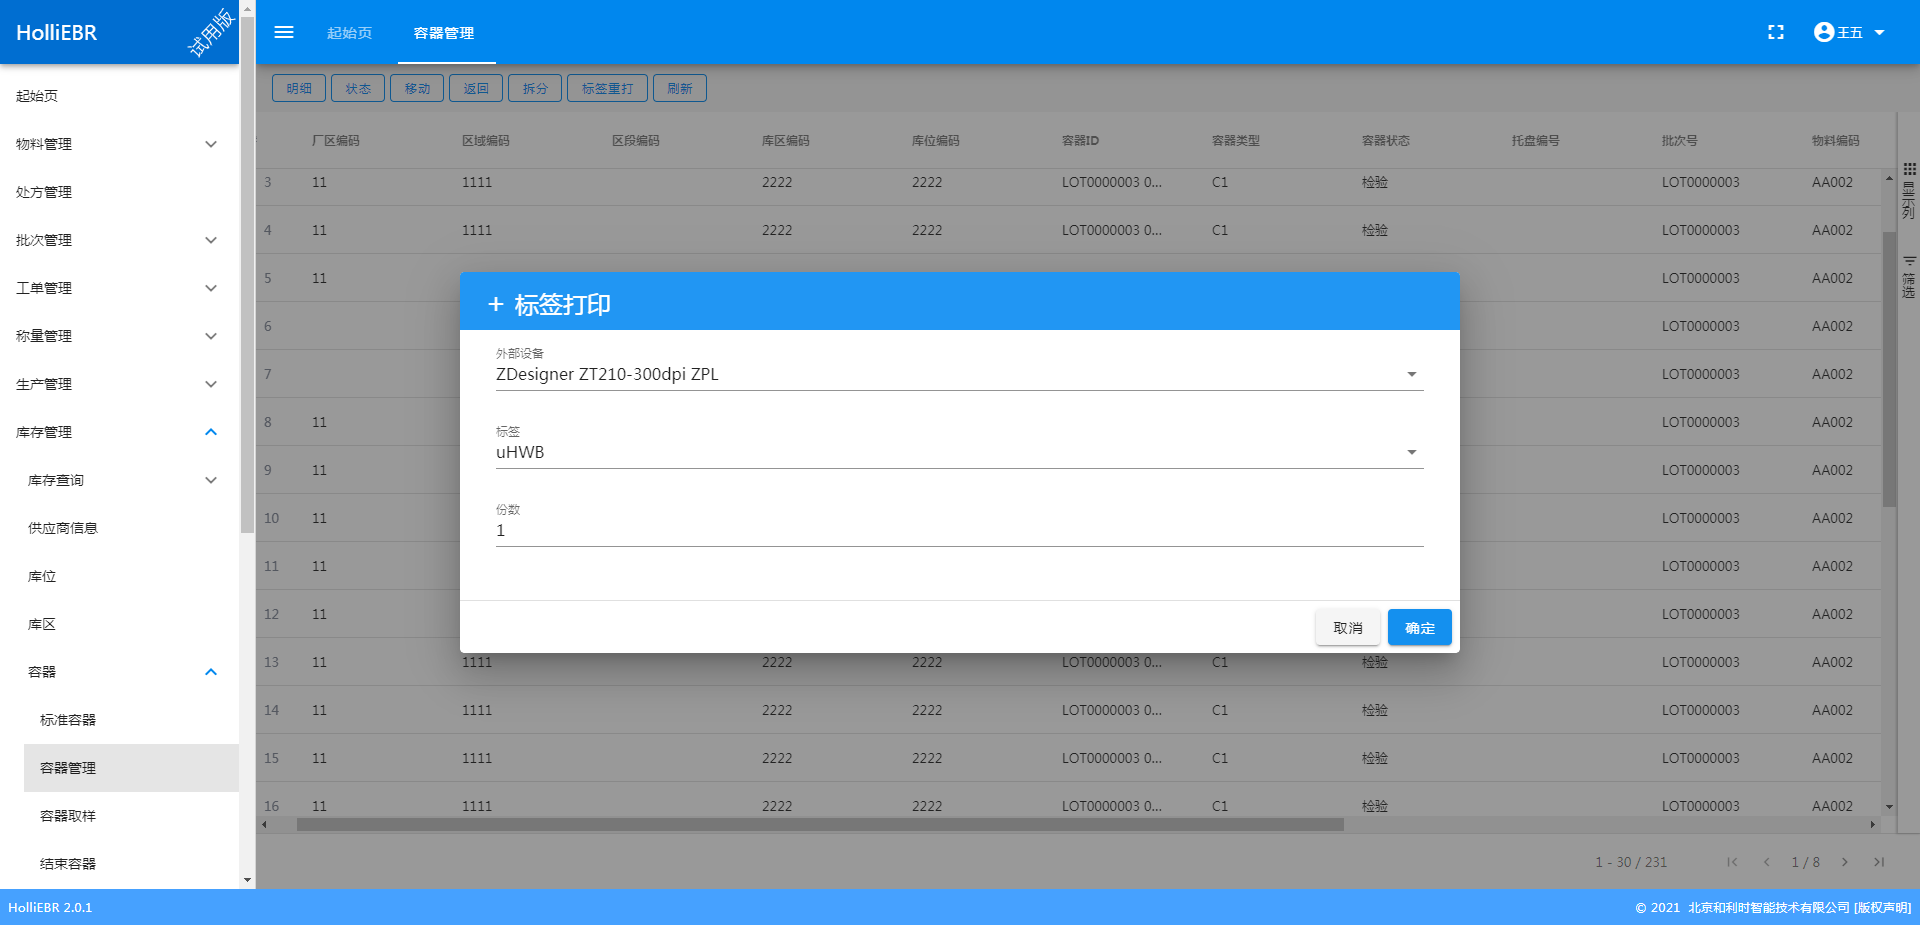 HolliEBR 试用版
起始页 容器管理
王五
起始页
物料管理
处方管理
批次管理
工单管理
称量管理
生产管理
库存管理
库存查询
供应商信息
库位
库区
容器
标准容器
容器管理
容器取样
结束容器
明细 状态 移动 返回 拆分 标签重打 刷新
厂区编码 区域编码 区段编码 库区编码 库位编码 容器ID 容器类型 容器状态 托盘编号 批次号 物料编码
3 11 1111 2222 2222 LOT0000003 0... C1 检验 LOT0000003 AA002
4 11 1111 2222 2222 LOT0000003 0... C1 检验 LOT0000003 AA002
5 11 LOT0000003 AA002
6 LOT0000003 AA002
7 LOT0000003 AA002
8 11 LOT0000003 AA002
9 11 LOT0000003 AA002
10 11 LOT0000003 AA002
11 11 LOT0000003 AA002
12 11 LOT0000003 AA002
13 11 1111 2222 2222 LOT0000003 0... C1 检验 LOT0000003 AA002
14 11 1111 2222 2222 LOT0000003 0... C1 检验 LOT0000003 AA002
15 11 1111 2222 2222 LOT0000003 0... C1 检验 LOT0000003 AA002
16 11 1111 2222 2222 LOT0000003 0... C1 检验 LOT0000003 AA002
显示列
筛选
+ 标签打印
外部设备
ZDesigner ZT210-300dpi ZPL
标签
uHWB
份数
1
取消 确定
1 - 30 / 231 1 / 8
HolliEBR 2.0.1
© 2021 北京和利时智能技术有限公司 [版权声明]